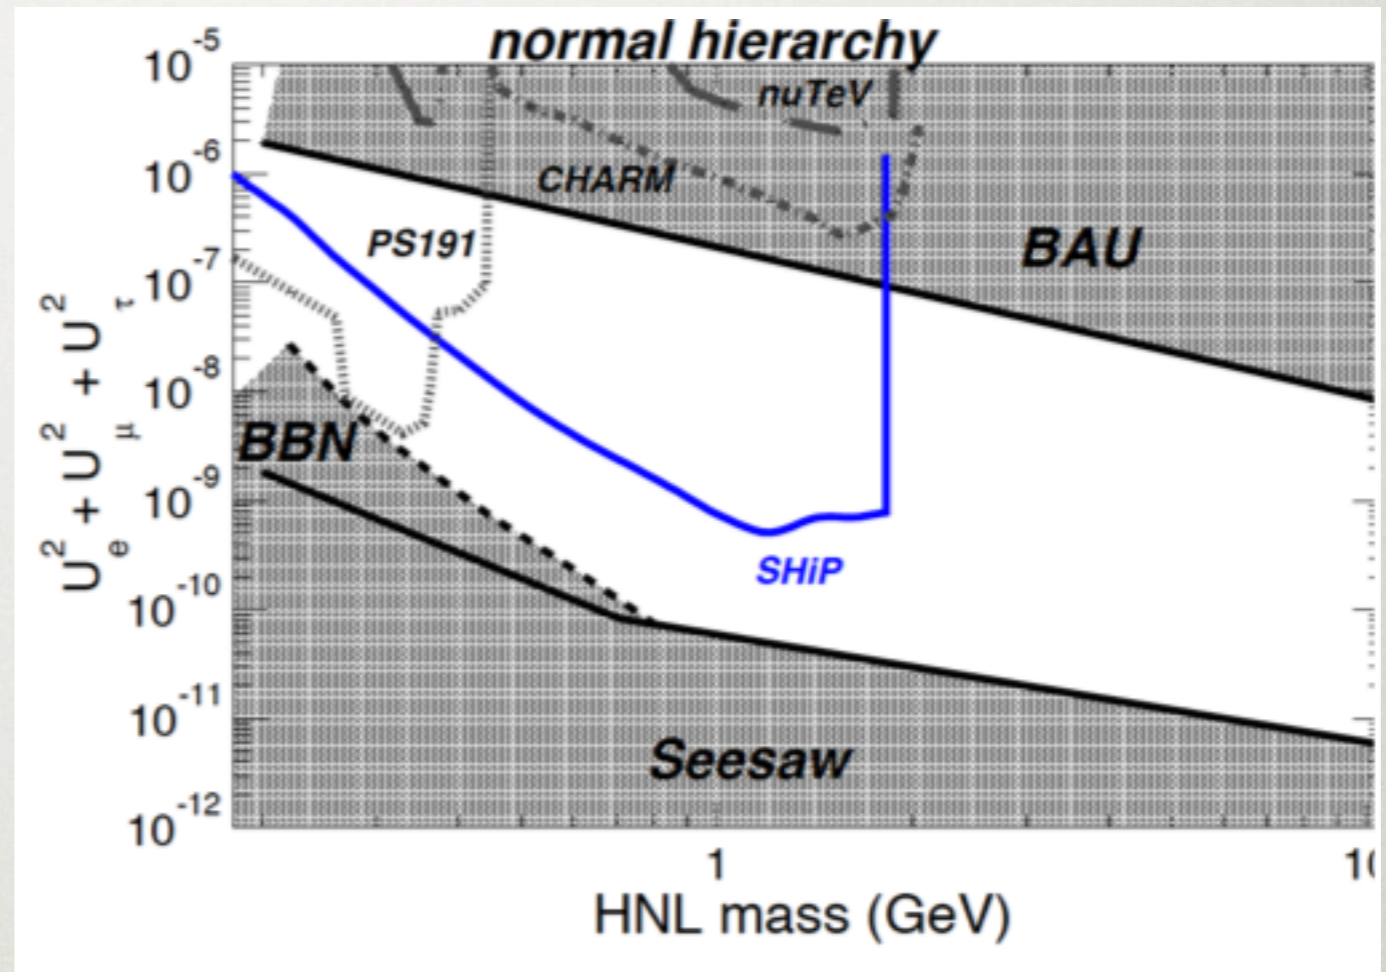 normal hierarchy
10^-5
nuTeV
10^-6
CHARM
PS191
BAU
10^-7
10^-8
BBN
10^-9
SHiP
10^-10
10^-11
Seesaw
10^-12
U_e^2 + U_μ^2 + U_τ^2
1
10
HNL mass (GeV)